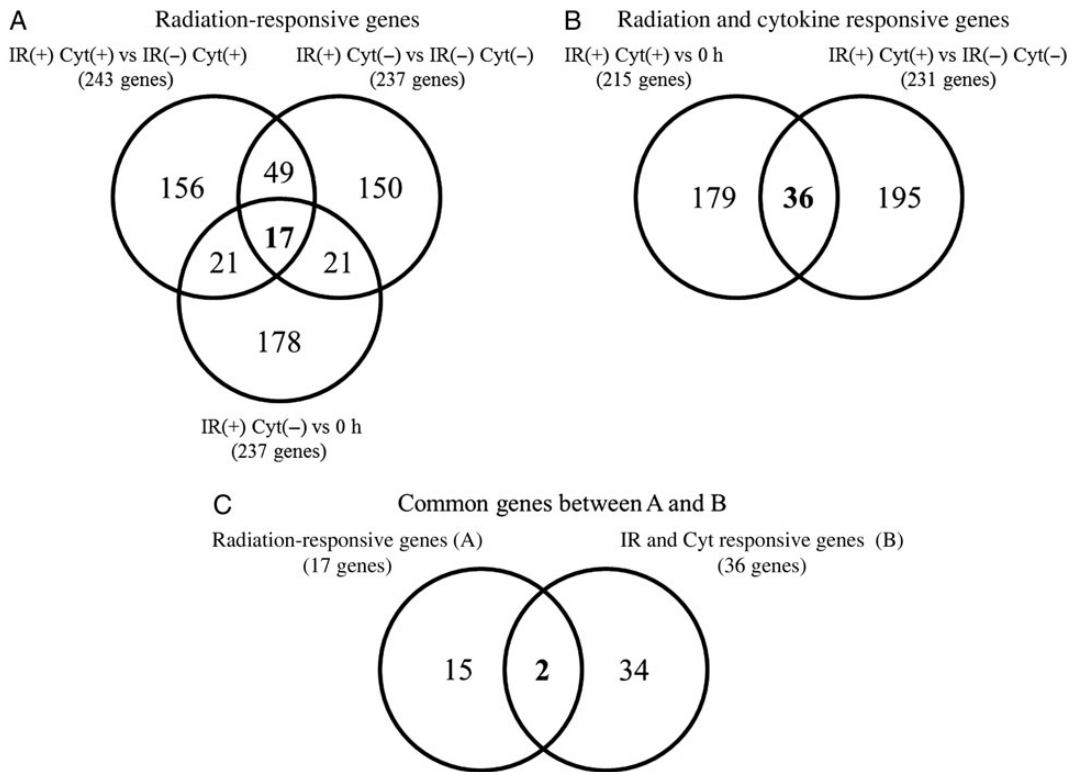 A
Radiation-responsive genes
IR(+) Cyt(+) vs IR(−) Cyt(+)
(243 genes)
IR(+) Cyt(−) vs IR(−) Cyt(−)
(237 genes)
156
49
150
17
21
21
178
IR(+) Cyt(−) vs 0 h
(237 genes)
B
Radiation and cytokine responsive genes
IR(+) Cyt(+) vs 0 h
(215 genes)
IR(+) Cyt(+) vs IR(−) Cyt(−)
(231 genes)
179
36
195
C
Common genes between A and B
Radiation-responsive genes (A)
(17 genes)
IR and Cyt responsive genes (B)
(36 genes)
15
2
34